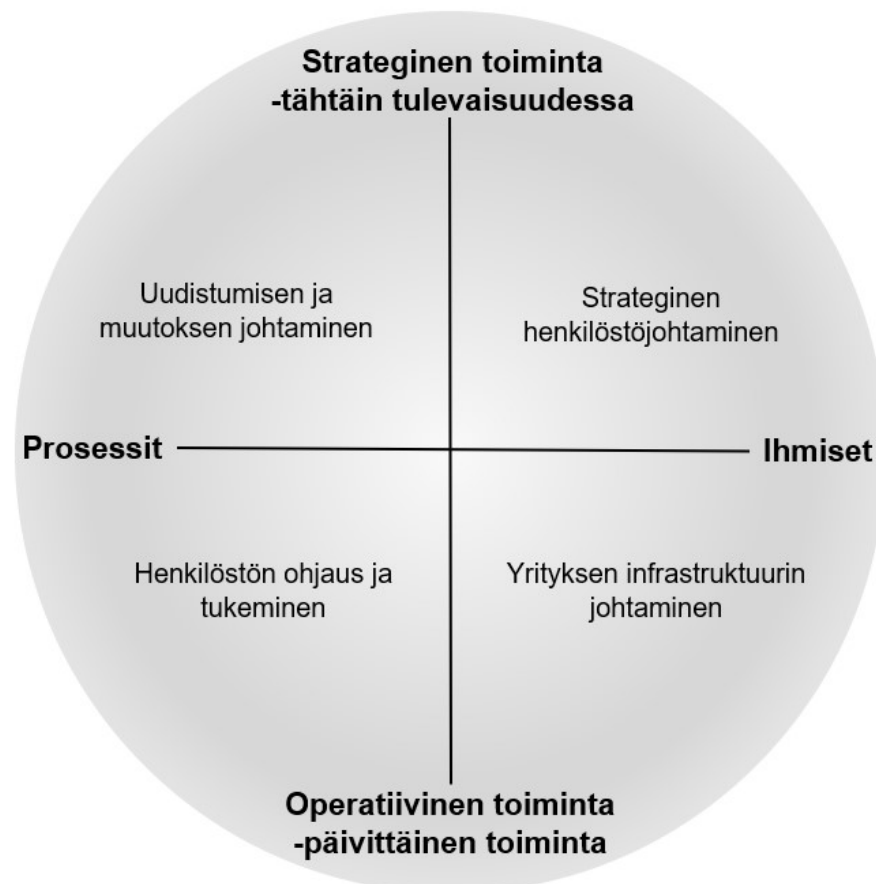 Strateginen toiminta
-tähtäin tulevaisuudessa
Uudistumisen ja
muutoksen johtaminen
Strateginen
henkilöstöjohtaminen
Prosessit
Ihmiset
Henkilöstön ohjaus ja
tukeminen
Yrityksen infrastruktuurin
johtaminen
Operatiivinen toiminta
-päivittäinen toiminta